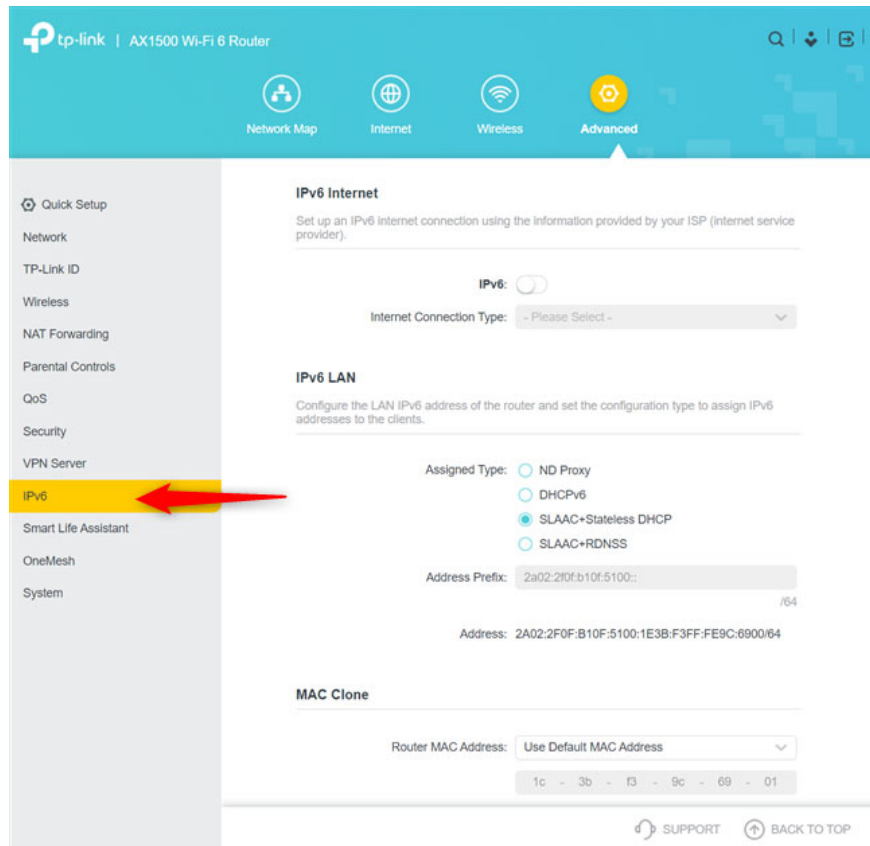 tp-link | AX1500 Wi-Fi 6 Router
Network Map
Internet
Wireless
Advanced
Quick Setup
Network
TP-Link ID
Wireless
NAT Forwarding
Parental Controls
QoS
Security
VPN Server
IPv6
Smart Life Assistant
OneMesh
System
IPv6 Internet
Set up an IPv6 internet connection using the information provided by your ISP (internet service
provider).
IPv6:
Internet Connection Type: - Please Select -
IPv6 LAN
Configure the LAN IPv6 address of the router and set the configuration type to assign IPv6
addresses to the clients.
Assigned Type: ND Proxy
DHCPv6
SLAAC+Stateless DHCP
SLAAC+RDNSS
Address Prefix: 2a02:2f0f:b10f:5100::
/64
Address: 2A02:2F0F:B10F:5100:1E3B:F3FF:FE9C:6900/64
MAC Clone
Router MAC Address: Use Default MAC Address
1c - 3b - f3 - 9c - 69 - 01
SUPPORT
BACK TO TOP